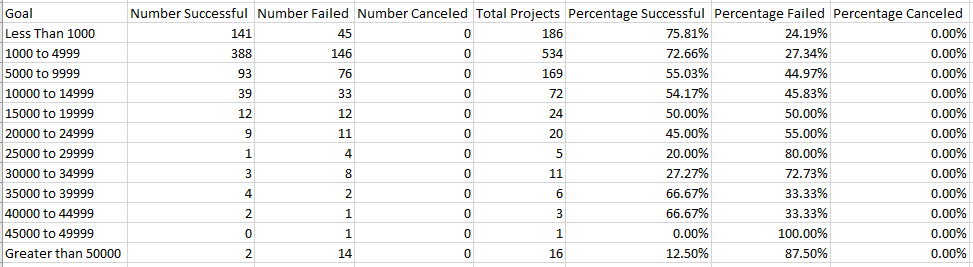 Goal Number Successful Number Failed Number Canceled Total Projects Percentage Successful Percentage Failed Percentage Canceled
Less Than 1000 141 45 0 186 75.81% 24.19% 0.00%
1000 to 4999 388 146 0 534 72.66% 27.34% 0.00%
5000 to 9999 93 76 0 169 55.03% 44.97% 0.00%
10000 to 14999 39 33 0 72 54.17% 45.83% 0.00%
15000 to 19999 12 12 0 24 50.00% 50.00% 0.00%
20000 to 24999 9 11 0 20 45.00% 55.00% 0.00%
25000 to 29999 1 4 0 5 20.00% 80.00% 0.00%
30000 to 34999 3 8 0 11 27.27% 72.73% 0.00%
35000 to 39999 4 2 0 6 66.67% 33.33% 0.00%
40000 to 44999 2 1 0 3 66.67% 33.33% 0.00%
45000 to 49999 0 1 0 1 0.00% 100.00% 0.00%
Greater than 50000 2 14 0 16 12.50% 87.50% 0.00%